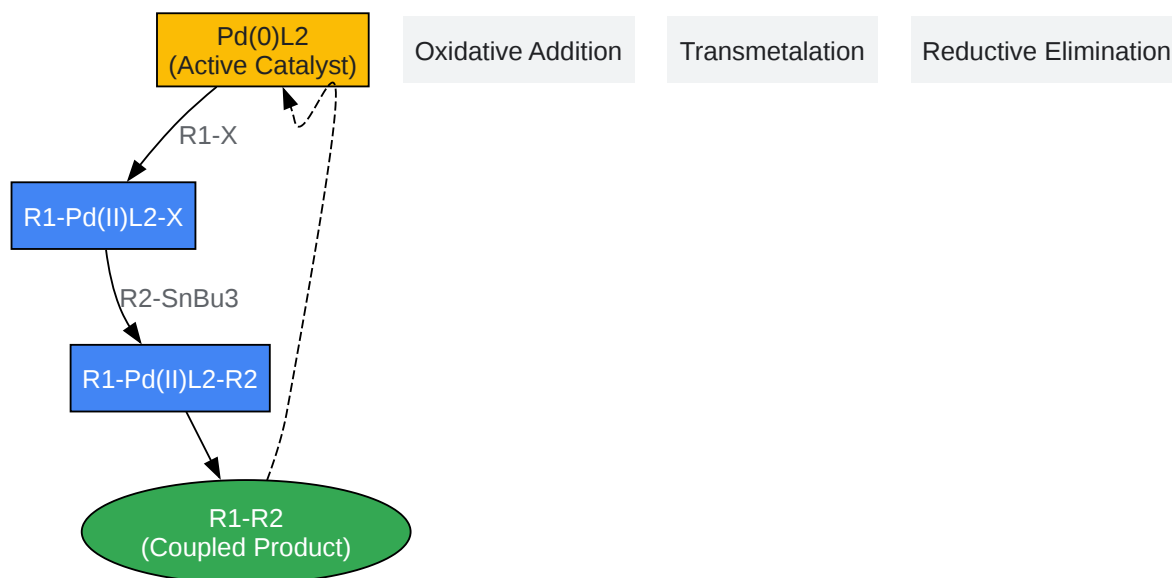 Pd(0)L2
(Active Catalyst)
Oxidative Addition
Transmetalation
Reductive Elimination
R1-X
R1-Pd(II)L2-X
R2-SnBu3
R1-Pd(II)L2-R2
R1-R2
(Coupled Product)